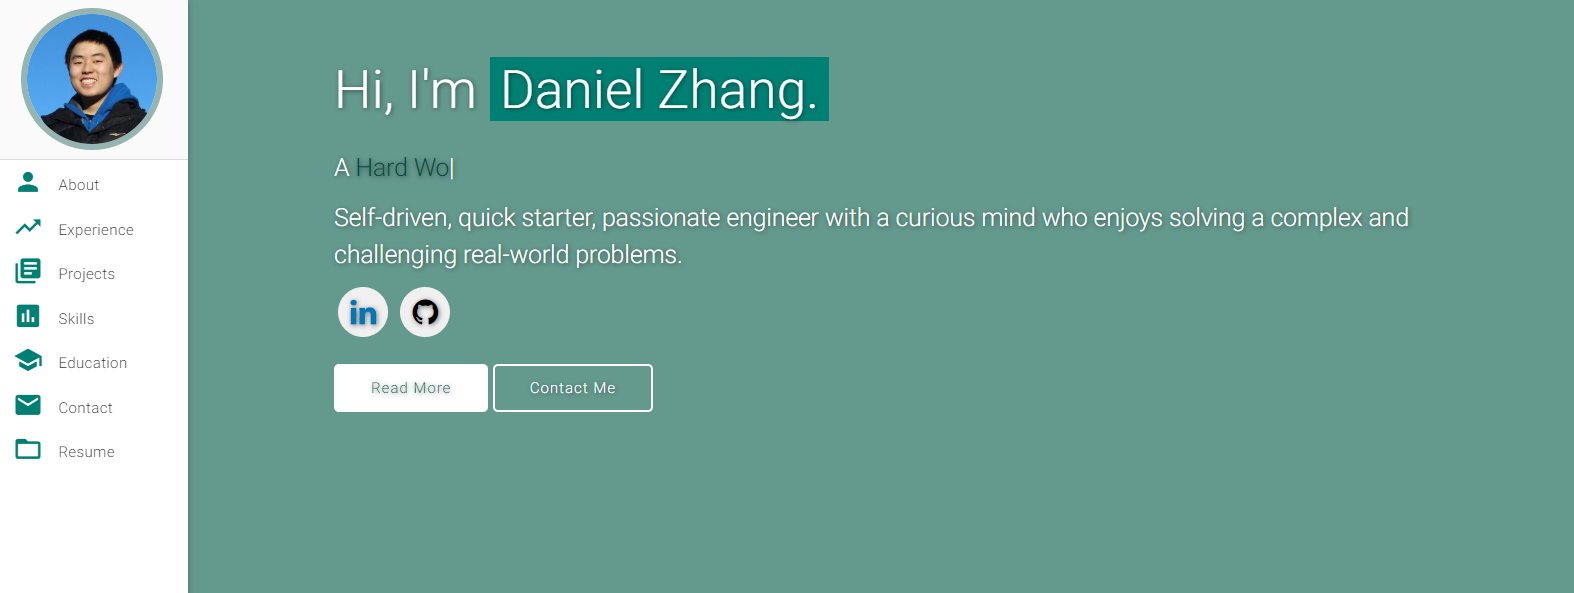 About
Experience
Projects
Skills
Education
Contact
Resume
Hi, I'm Daniel Zhang.
A Hard Wo|
Self-driven, quick starter, passionate engineer with a curious mind who enjoys solving a complex and
challenging real-world problems.
in
Read More
Contact Me